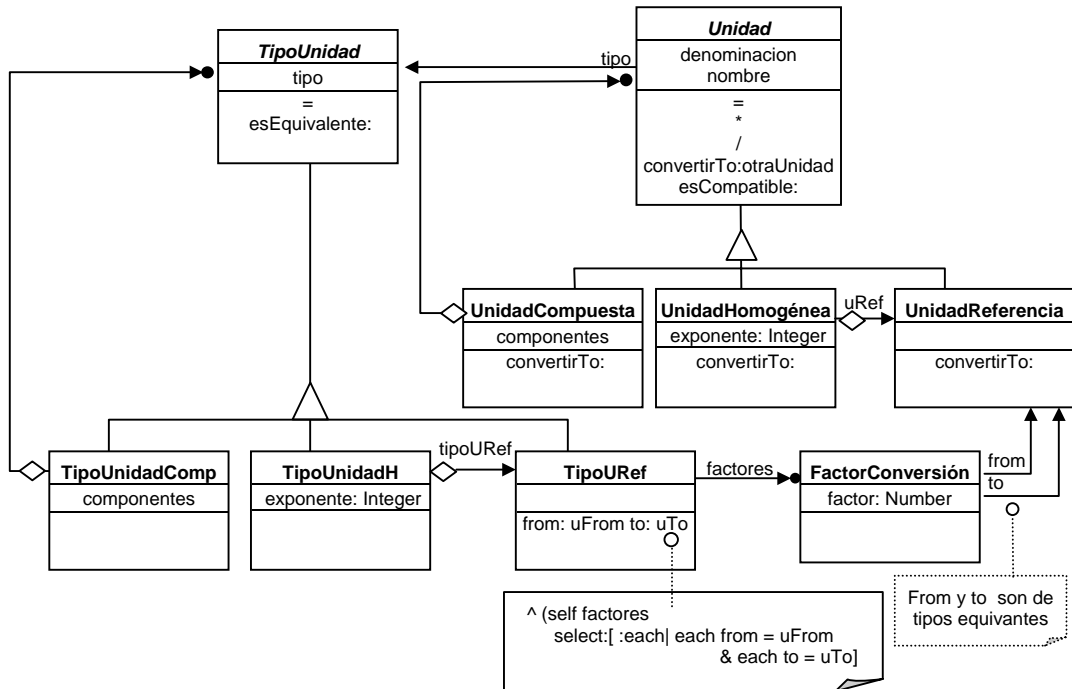 TipoUnidad
tipo
=
esEquivalente:
tipo
Unidad
denominacion
nombre
=
*
/
convertirTo:otraUnidad
esCompatible:
UnidadCompuesta
componentes
convertirTo:
UnidadHomogénea
exponente: Integer
convertirTo:
uRef
UnidadReferencia
convertirTo:
TipoUnidadComp
componentes
TipoUnidadH
exponente: Integer
tipoURef
TipoURef
from: uFrom to: uTo
factores
FactorConversión
factor: Number
from
to
^ (self factores
select:[ :each| each from = uFrom
& each to = uTo]
From y to son de
tipos equivantes